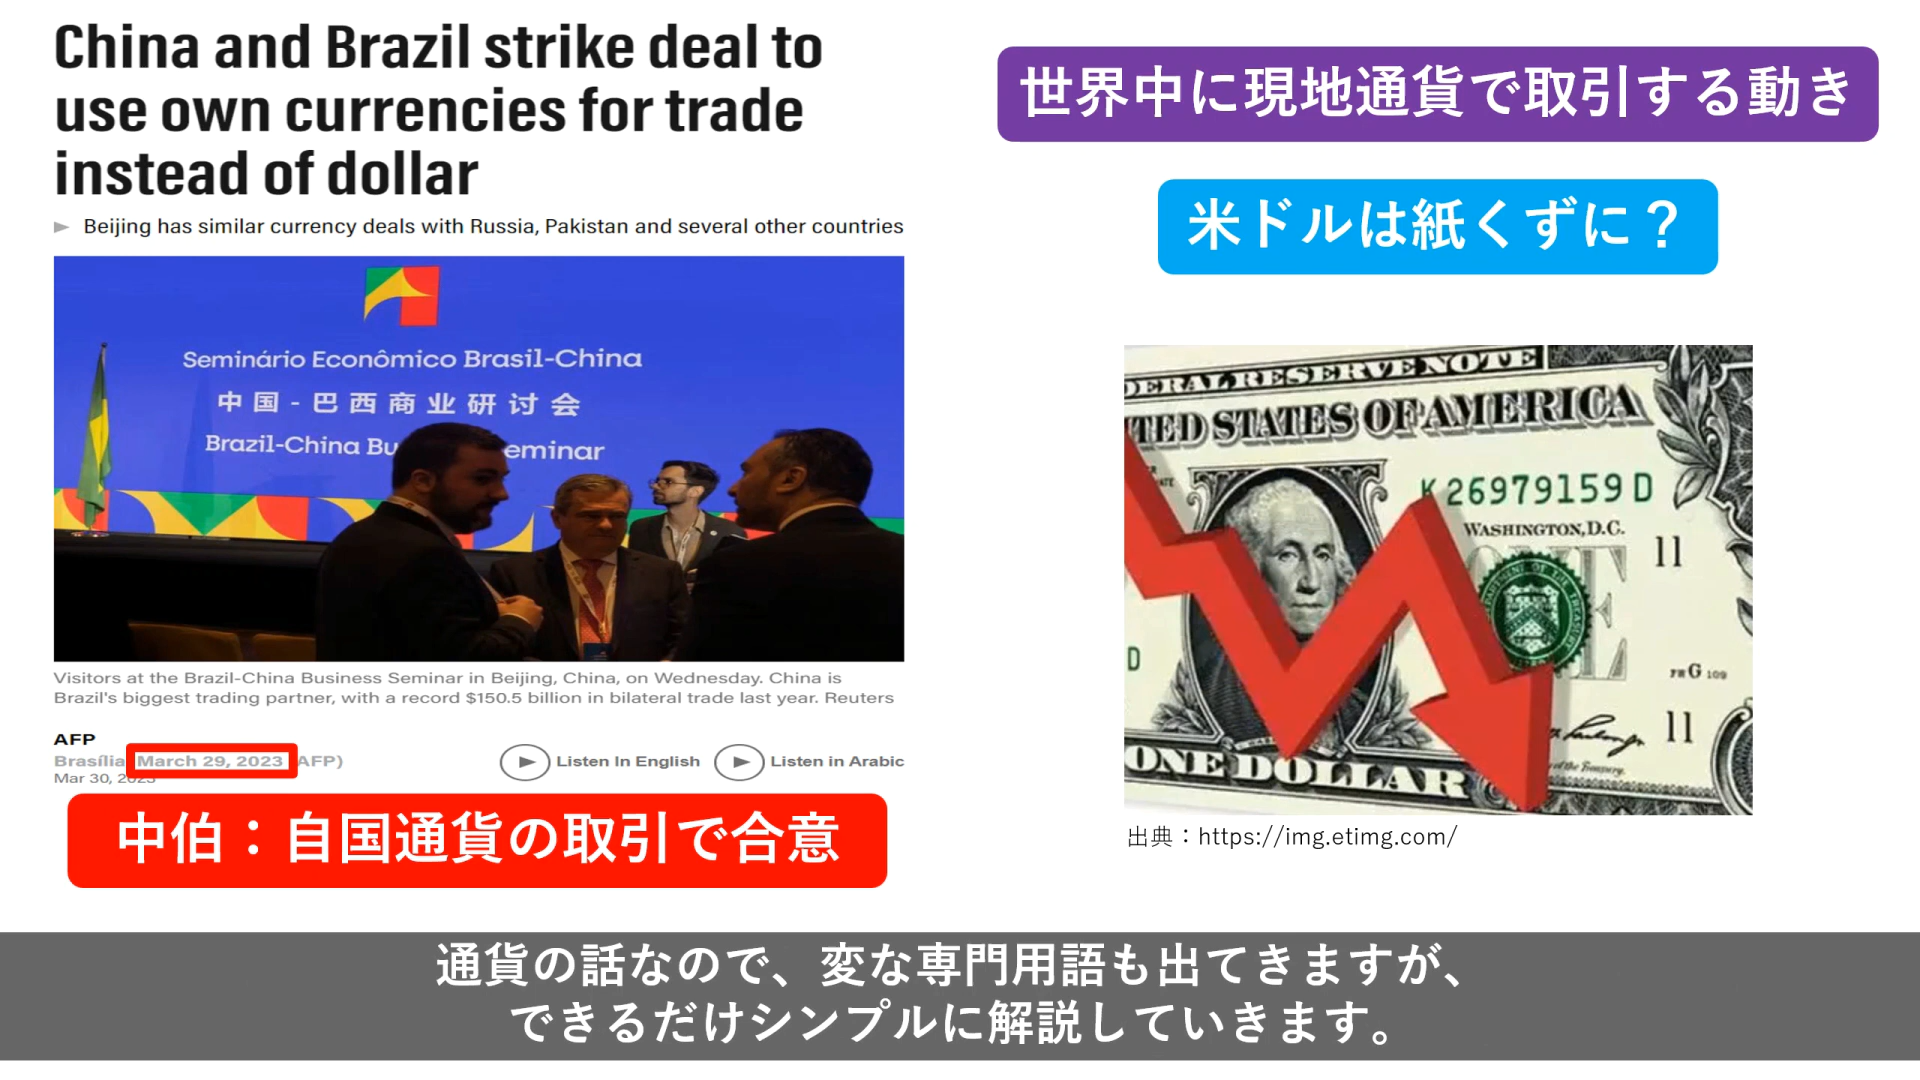 China and Brazil strike deal to
use own currencies for trade
instead of dollar
Beijing has similar currency deals with Russia, Pakistan and several other countries
Seminário Econômico Brasil-China
中国-巴西商业研讨会
Brazil-China Bu
eminar
Visitors at the Brazil-China Business Seminar in Beijing, China, on Wednesday. China is
Brazil's biggest trading partner, with a record $150.5 billion in bilateral trade last year. Reuters
AFP
Brasília March 29, 2023 AFP)
Mar 30, 2023
Listen In English
Listen in Arabic
中伯：自国通貨の取引で合意
世界中に現地通貨で取引する動き
米ドルは紙くずに？
DERAL RESERVE NOTE
TED STATES OF AMERICA
K 26979159 D
WASHINGTON, D.C.
11
D
FW G 109
11
ONE DOLLAR
出典：https://img.etimg.com/
通貨の話なので、変な専門用語も出てきますが、
できるだけシンプルに解説していきます。